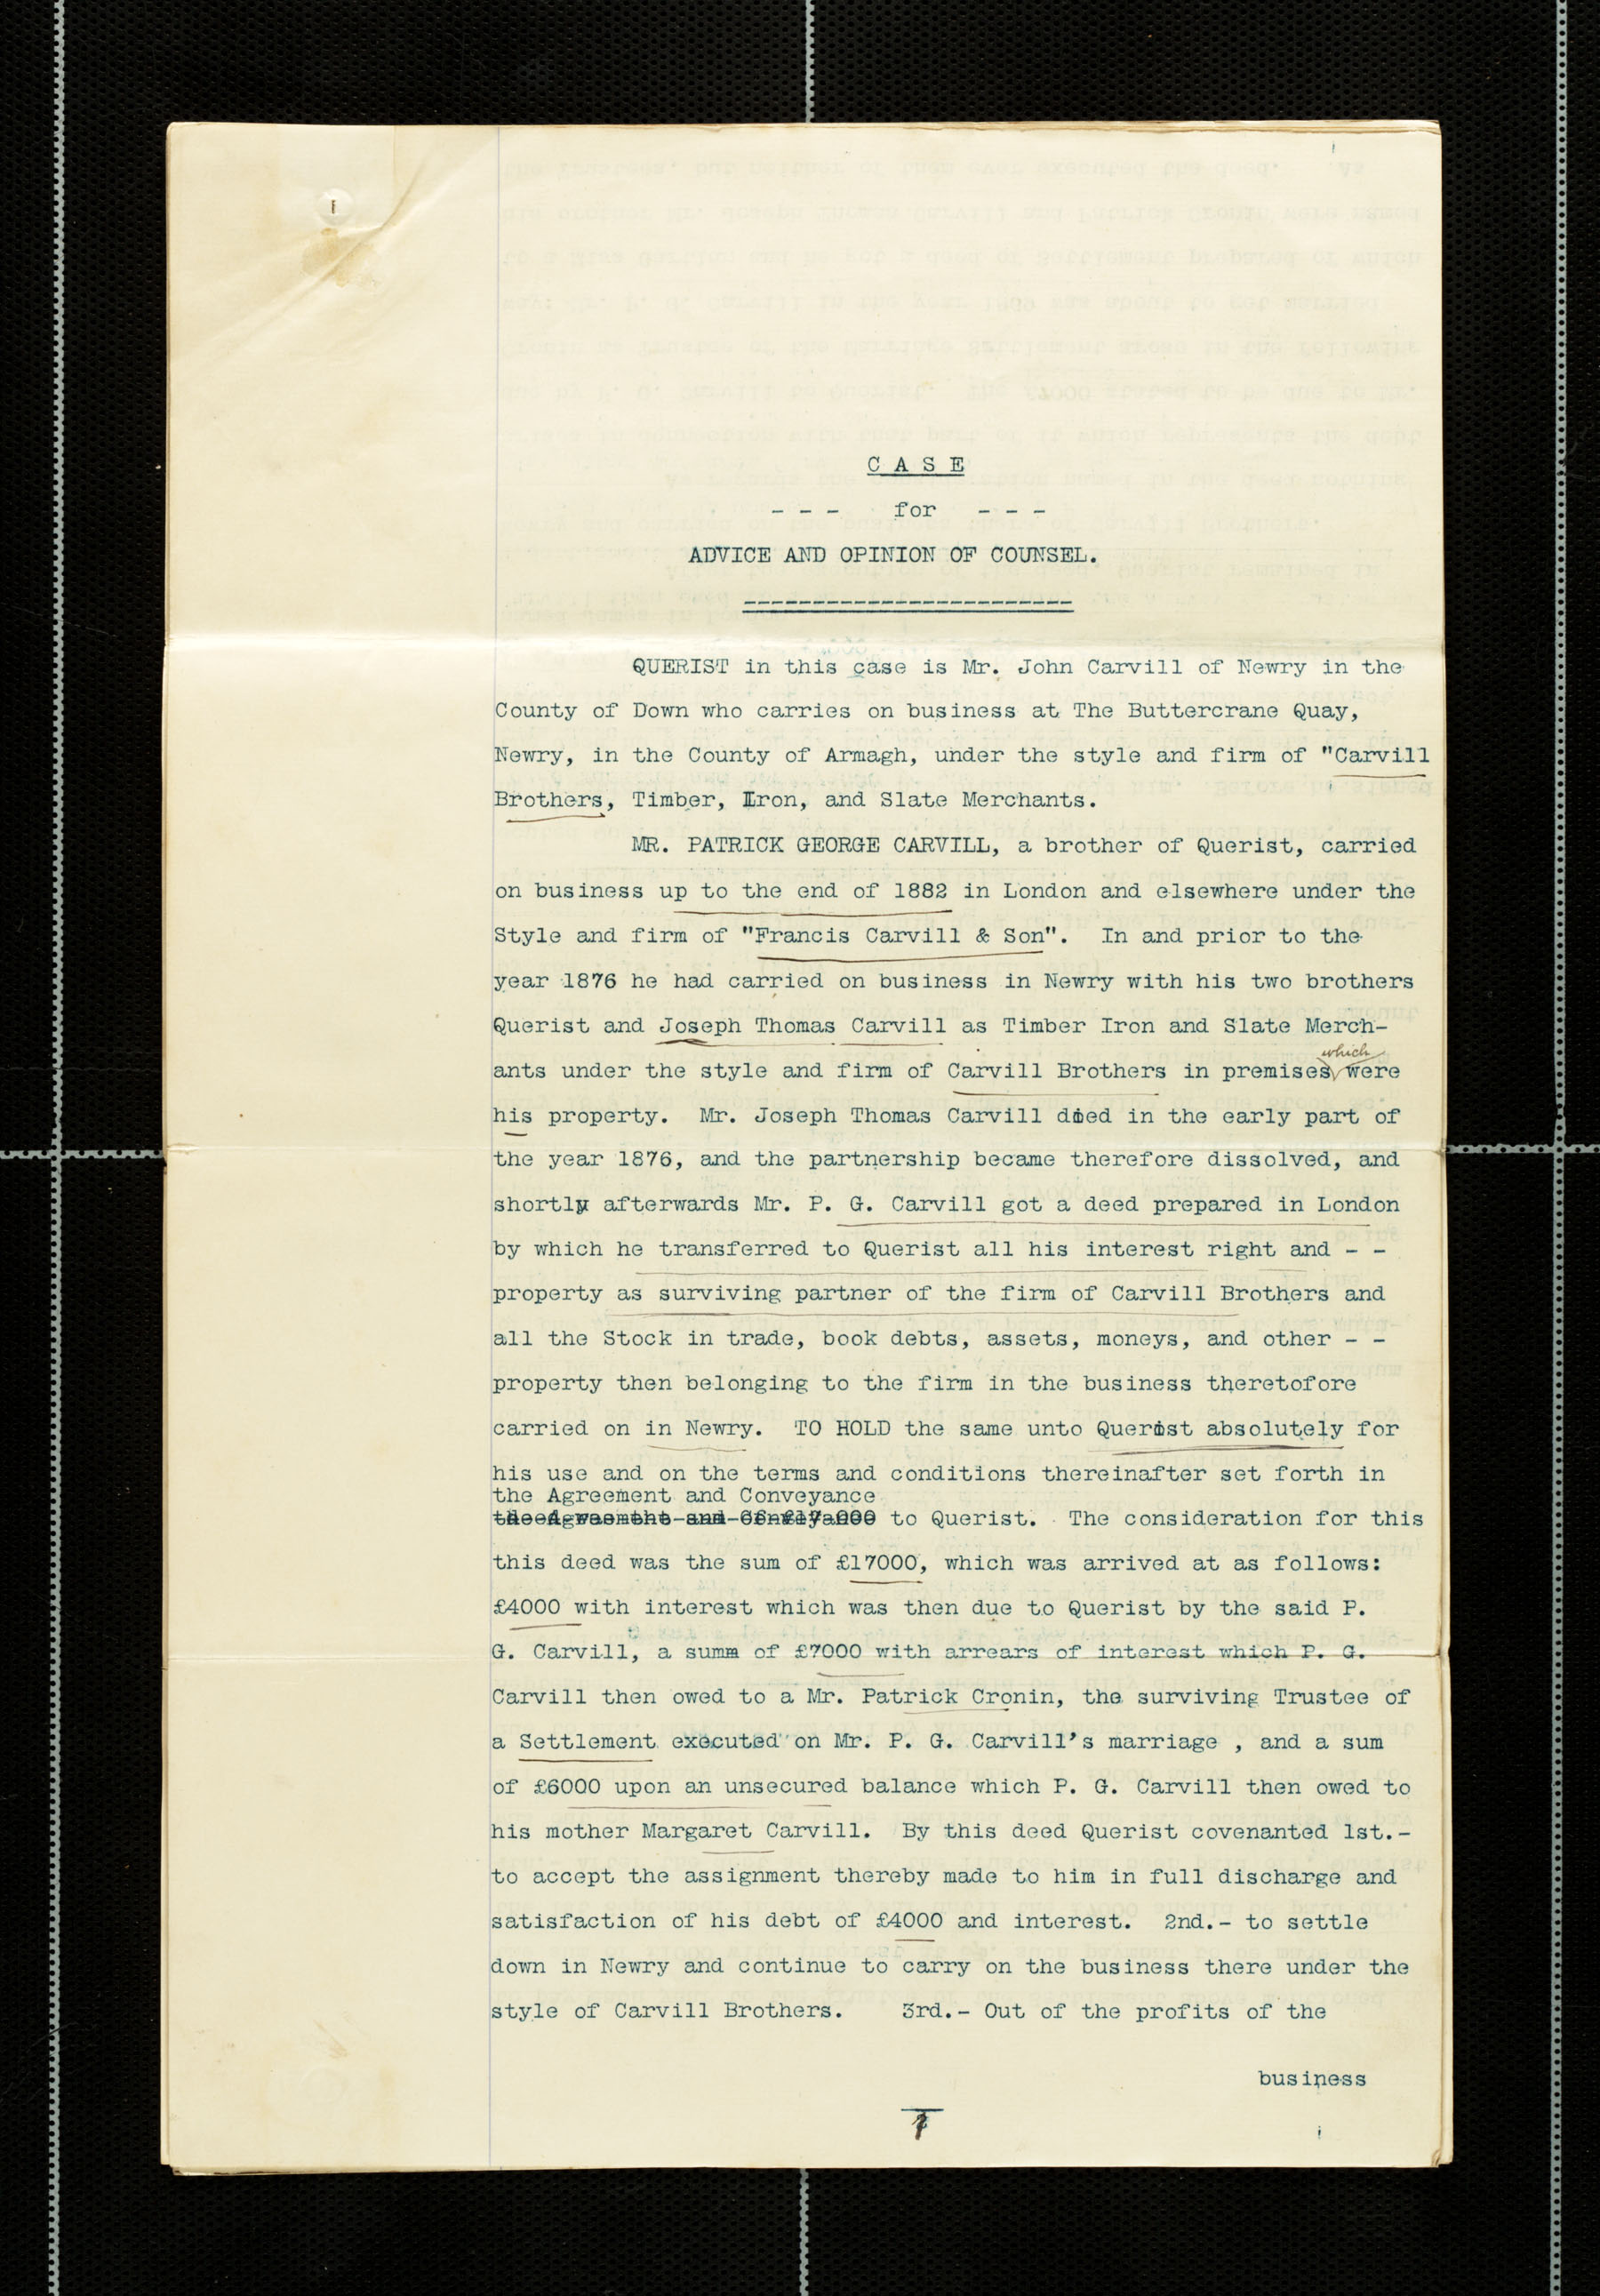 C A S E
- - - for - - -
ADVICE AND OPINION OF COUNSEL.
------------------------
QUERIST in this case is Mr. John Carvill of Newry in the
County of Down who carries on business at The Buttercrane Quay,
Newry, in the County of Armagh, under the style and firm of "Carvill
Brothers, Timber, Iron, and Slate Merchants.
MR. PATRICK GEORGE CARVILL, a brother of Querist, carried
on business up to the end of 1882 in London and elsewhere under the
Style and firm of "Francis Carvill & Son". In and prior to the
year 1876 he had carried on business in Newry with his two brothers
Querist and Joseph Thomas Carvill as Timber Iron and Slate Merch-
ants under the style and firm of Carvill Brothers in premises which were
his property. Mr. Joseph Thomas Carvill died in the early part of
the year 1876, and the partnership became therefore dissolved, and
shortly afterwards Mr. P. G. Carvill got a deed prepared in London
by which he transferred to Querist all his interest right and - -
property as surviving partner of the firm of Carvill Brothers and
all the Stock in trade, book debts, assets, moneys, and other - -
property then belonging to the firm in the business theretofore
carried on in Newry. TO HOLD the same unto Querist absolutely for
his use and on the terms and conditions thereinafter set forth in
the Agreement and Conveyance
to Querist. The consideration for this
this deed was the sum of £17000, which was arrived at as follows:
£4000 with interest which was then due to Querist by the said P.
G. Carvill, a sum of £7000 with arrears of interest which P. G.
Carvill then owed to a Mr. Patrick Cronin, the surviving Trustee of
a Settlement executed on Mr. P. G. Carvill's marriage , and a sum
of £6000 upon an unsecured balance which P. G. Carvill then owed to
his mother Margaret Carvill. By this deed Querist covenanted 1st.-
to accept the assignment thereby made to him in full discharge and
satisfaction of his debt of £4000 and interest. 2nd.- to settle
down in Newry and continue to carry on the business there under the
style of Carvill Brothers. 3rd.- Out of the profits of the
business
1